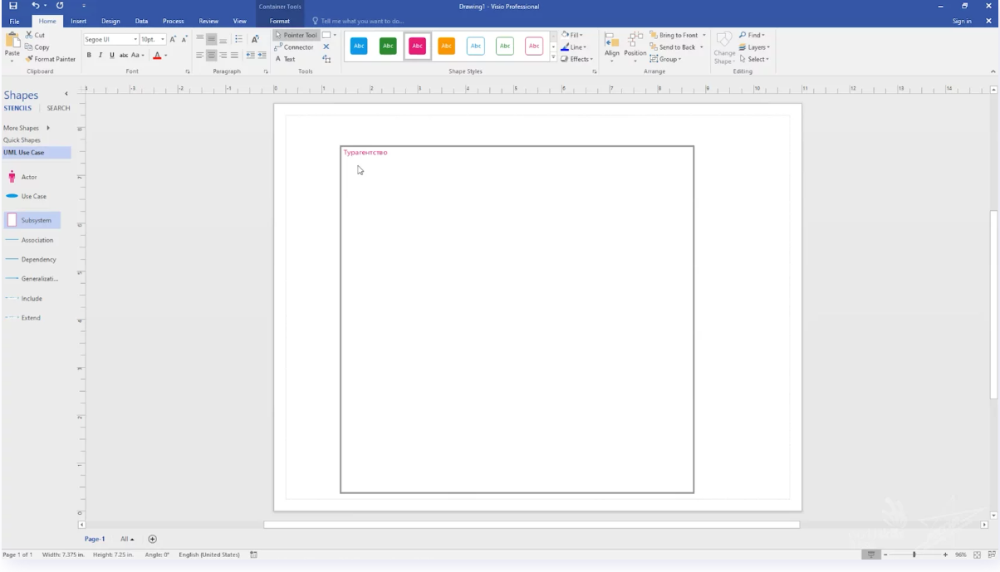 Container Tools
Drawing1 - Visio Professional
File Home Insert Design Data Process Review View Format Tell me what you want to do... Sign in
Paste
Cut
Copy
Format Painter
Clipboard
Segoe UI 10pt. A A
B I U abc Aa A
Font
Paragraph
Pointer Tool
Connector
A Text
Tools
Abc Abc Abc Abc Abc Abc Abc
Shape Styles
Fill
Line
Effects
Align
Position
Bring to Front
Send to Back
Group
Arrange
Change Shape
Find
Layers
Select
Editing
Shapes
STENCILS SEARCH
More Shapes
Quick Shapes
UML Use Case
Actor
Use Case
Subsystem
Association
Dependency
Generalizati...
Include
Extend
Турагентство
Page-1 All
Page 1 of 1 Width: 7.375 in. Height: 7.25 in. Angle: 0° English (United States) 96%